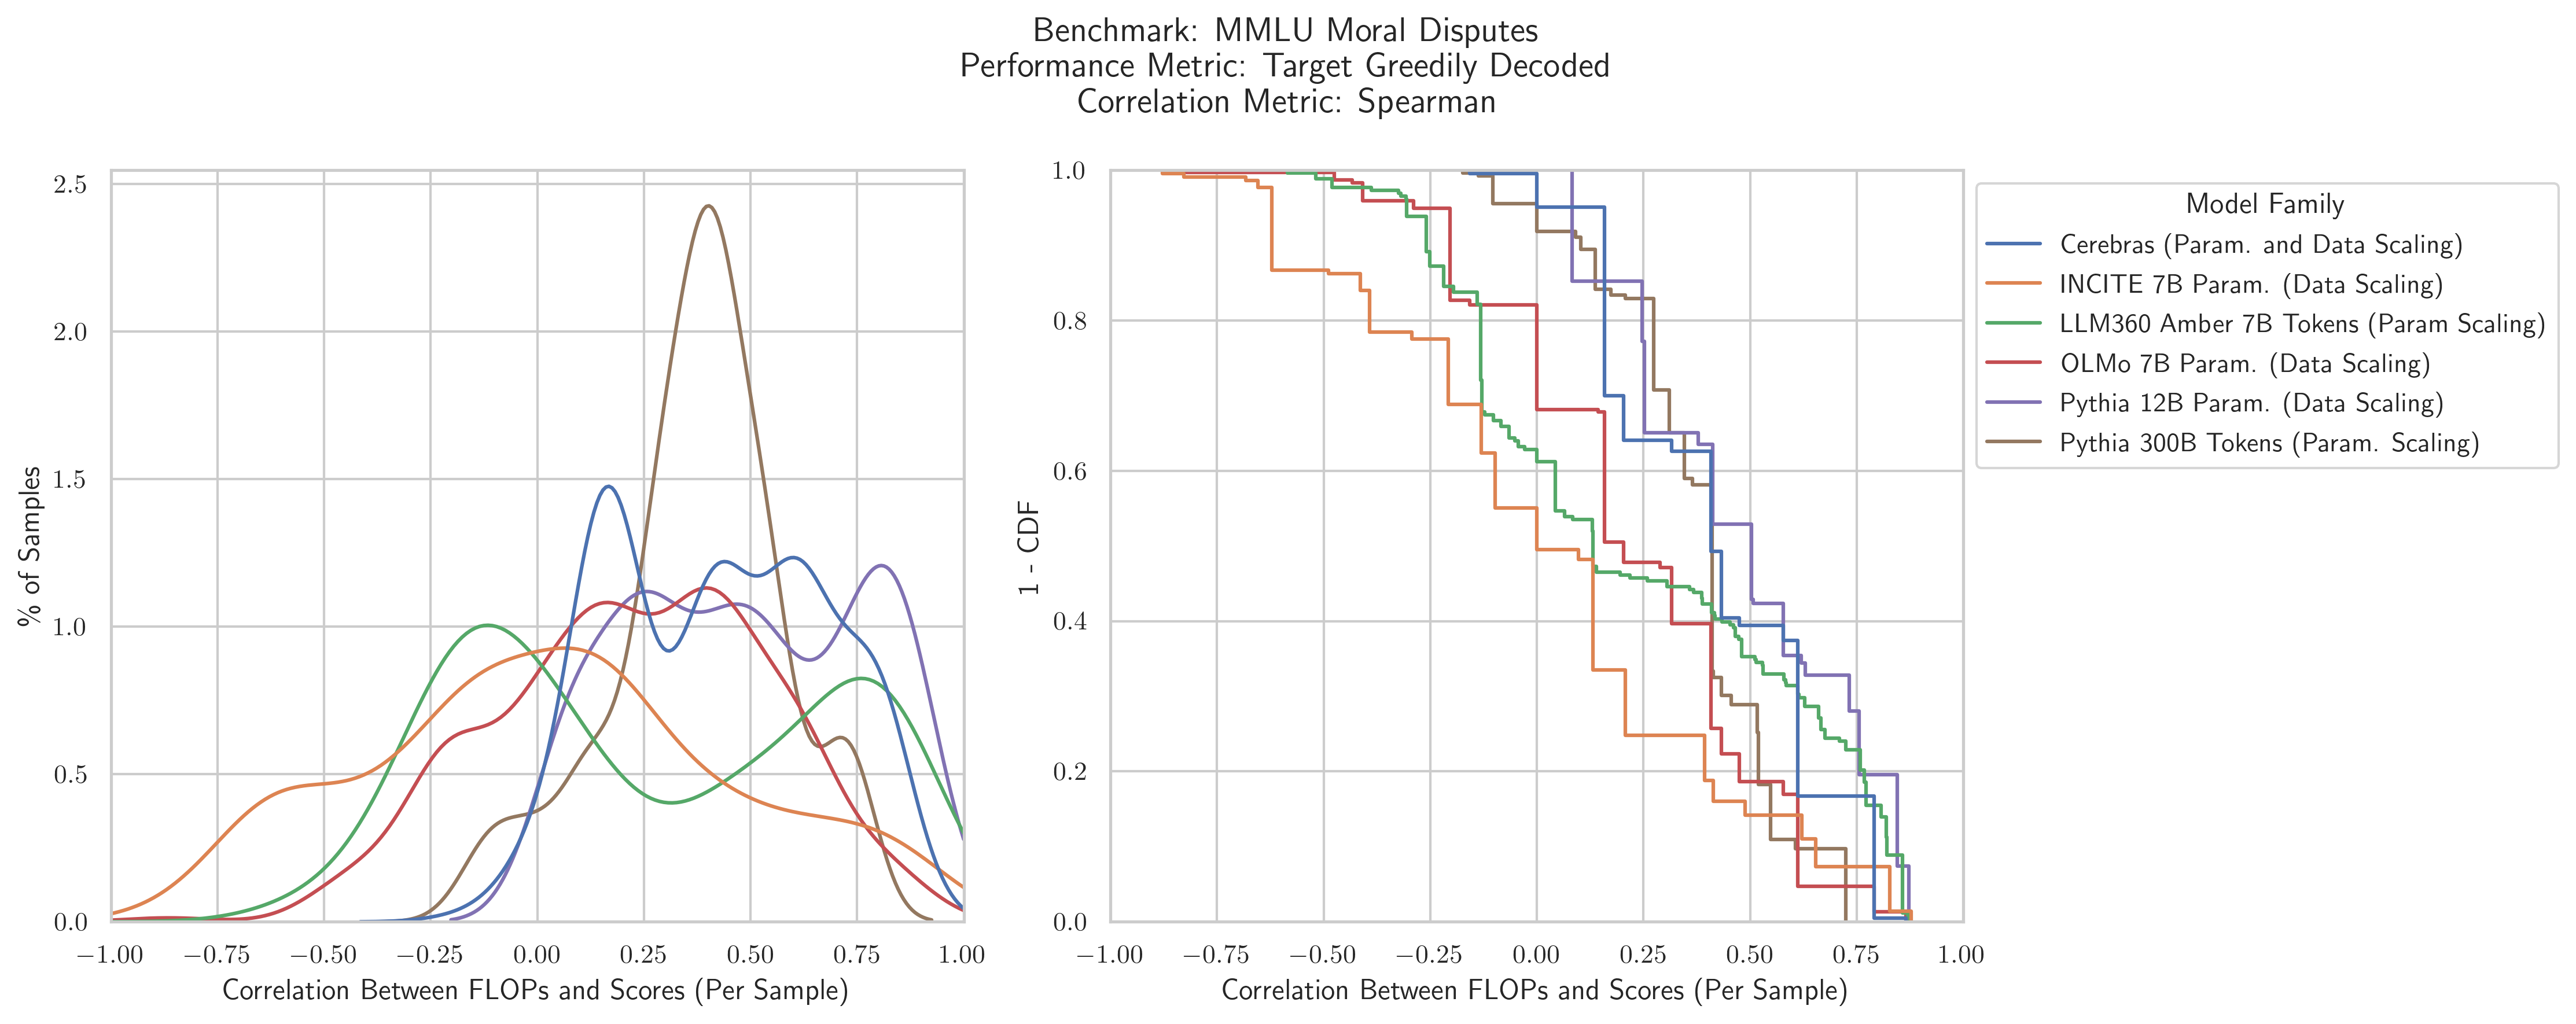 Benchmark: MMLU Moral Disputes
Performance Metric: Target Greedily Decoded
Correlation Metric: Spearman
% of Samples
2.5
2.0
1.5
1.0
0.5
0.0
−1.00 −0.75 −0.50 −0.25 0.00 0.25 0.50 0.75 1.00
Correlation Between FLOPs and Scores (Per Sample)
1 - CDF
1.0
0.8
0.6
0.4
0.2
0.0
−1.00 −0.75 −0.50 −0.25 0.00 0.25 0.50 0.75 1.00
Correlation Between FLOPs and Scores (Per Sample)
Model Family
Cerebras (Param. and Data Scaling)
INCITE 7B Param. (Data Scaling)
LLM360 Amber 7B Tokens (Param Scaling)
OLMo 7B Param. (Data Scaling)
Pythia 12B Param. (Data Scaling)
Pythia 300B Tokens (Param. Scaling)